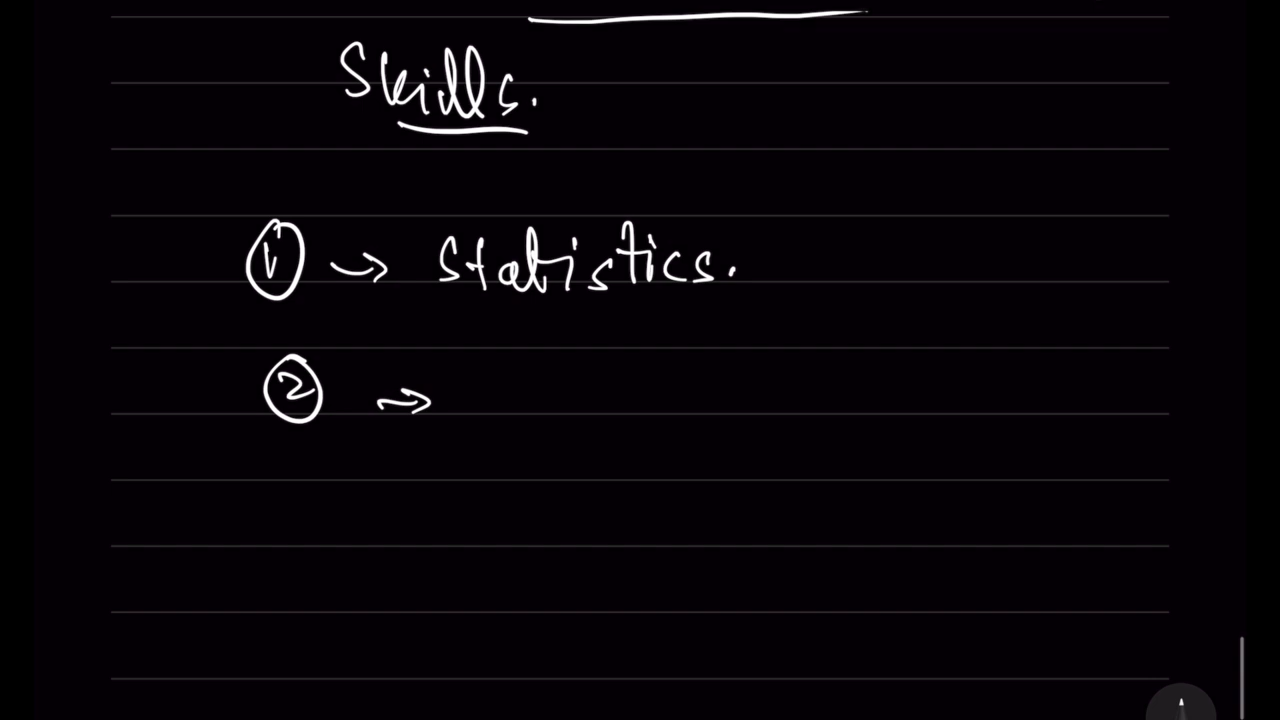 Skills.
① → Statistics.
② →